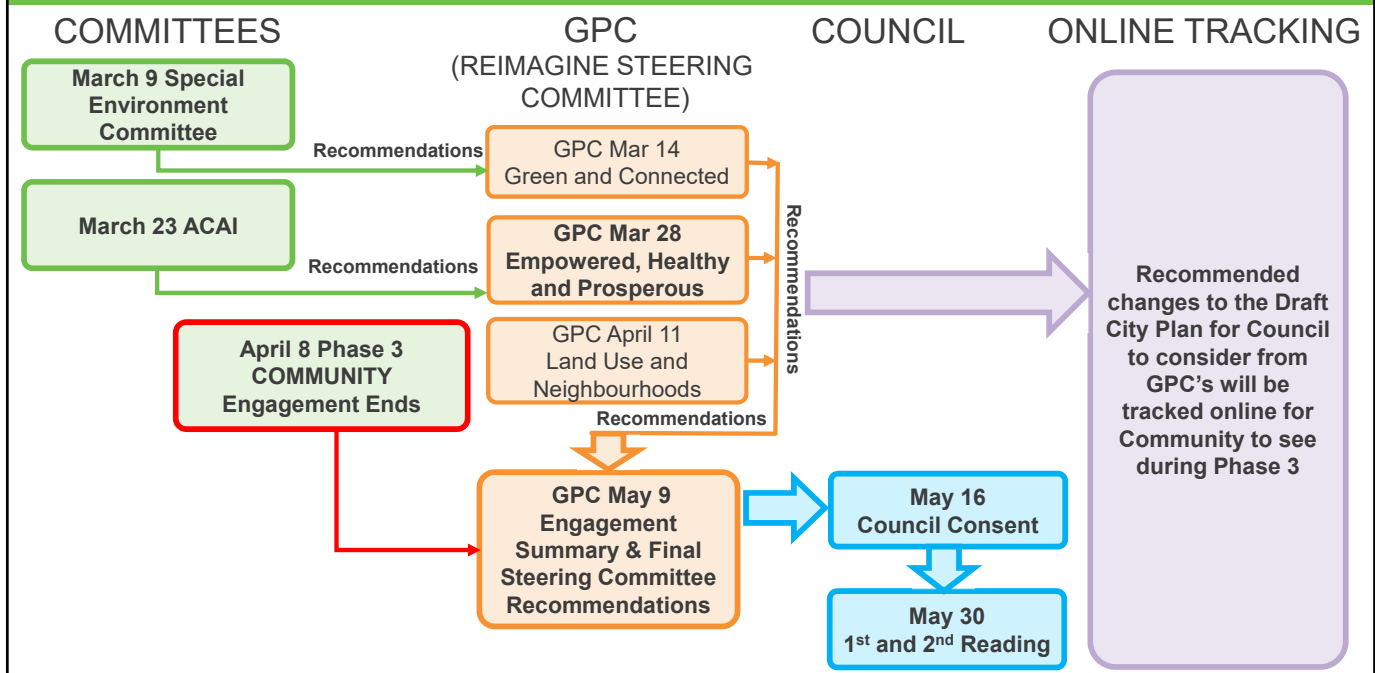 COMMITTEES
March 9 Special
Environment
Committee
Recommendations
March 23 ACAI
Recommendations
April 8 Phase 3
COMMUNITY
Engagement Ends
GPC
(REIMAGINE STEERING
COMMITTEE)
GPC Mar 14
Green and Connected
GPC Mar 28
Empowered, Healthy
and Prosperous
GPC April 11
Land Use and
Neighbourhoods
Recommendations
Recommendations
GPC May 9
Engagement
Summary & Final
Steering Committee
Recommendations
COUNCIL
May 16
Council Consent
May 30
1st and 2nd Reading
ONLINE TRACKING
Recommended
changes to the Draft
City Plan for Council
to consider from
GPC’s will be
tracked online for
Community to see
during Phase 3